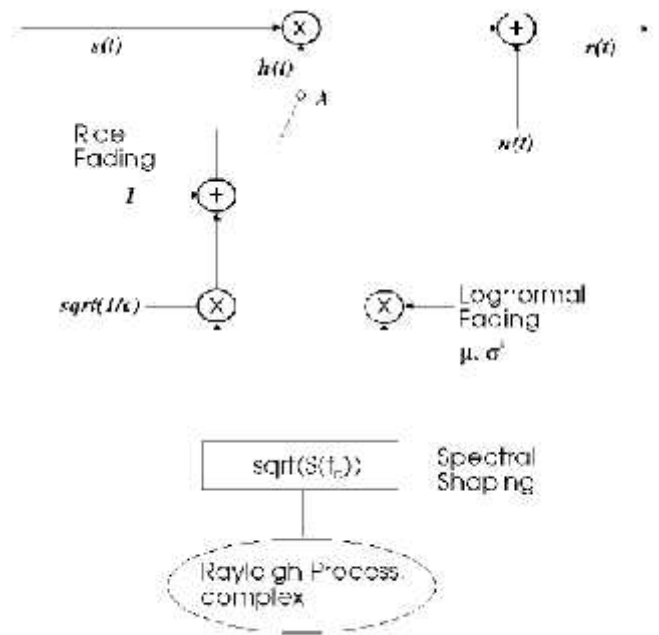 s(t)
h(t)
r(t)
A
n(t)
Rice
Fading
1
sqrt(1/c)
Lognormal
Fading
μ, σ²
sqrt(S(f_D))
Spectral
Shaping
Rayleigh Process,
complex